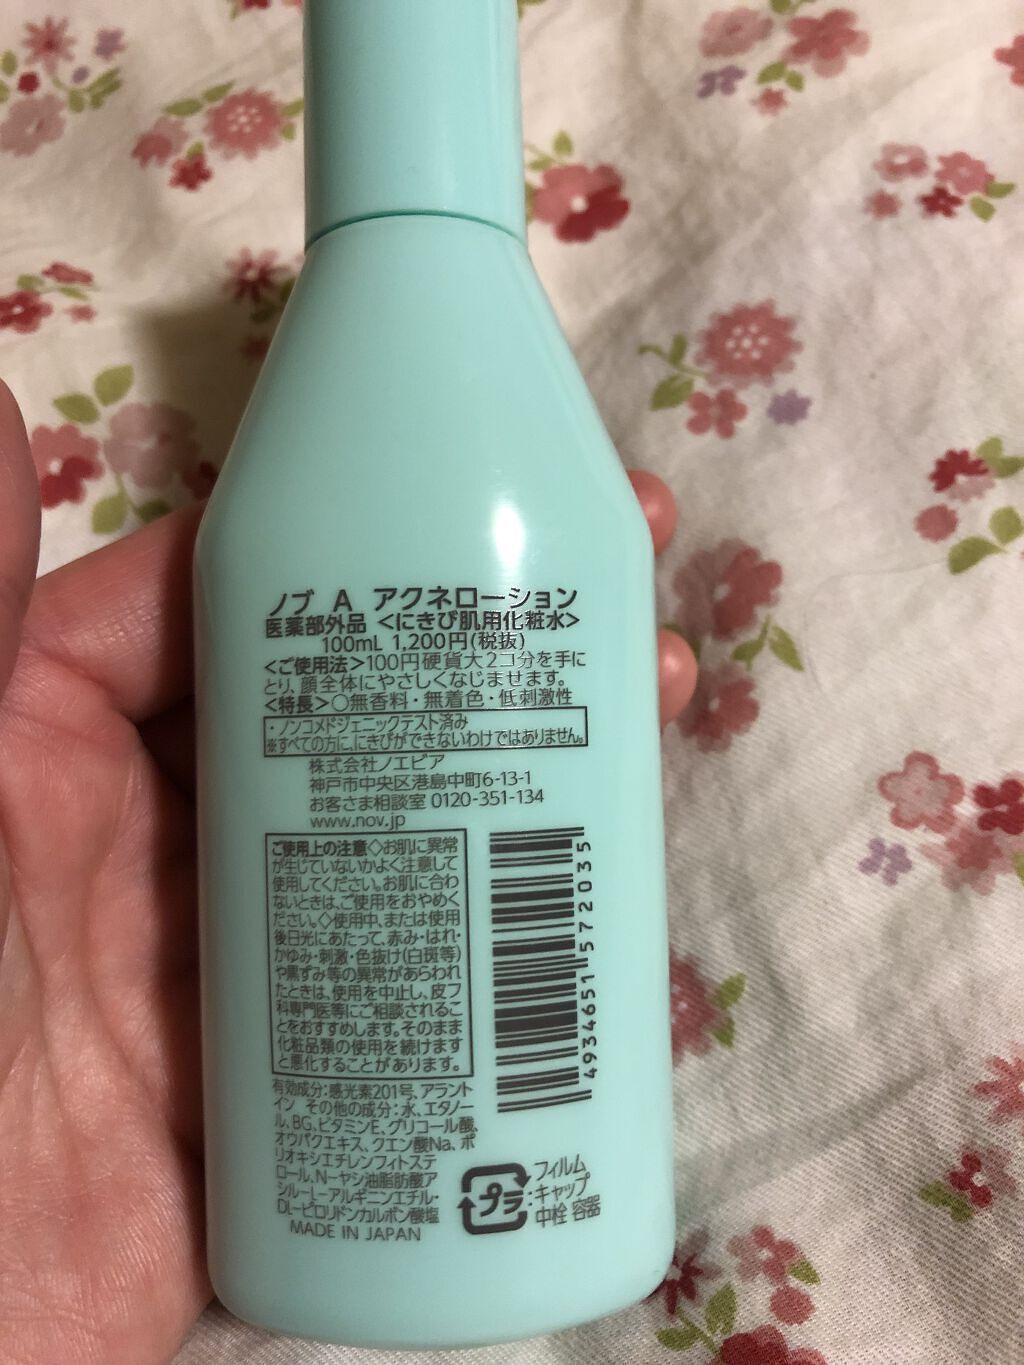 ノブ A アクネローション
医薬部外品 <にきび肌用化粧水>
100mL 1,200円(税抜)
<ご使用法>100円硬貨大2コ分を手に
とり、顔全体にやさしくなじませます。
<特長>○無香料・無着色・低刺激性
・ノンコメドジェニックテスト済み
※すべての方に、にきびができないわけではありません。
株式会社ノエビア
神戸市中央区港島中町6-13-1
お客さま相談室 0120-351-134
www.nov.jp
ご使用上の注意◇お肌に異常
が生じていないかよく注意して
使用してください。お肌に合わ
ないときは、ご使用をおやめく
ださい。◇使用中、または使用
後日光にあたって、赤み・はれ・
かゆみ・刺激・色抜け(白斑等)
や黒ずみ等の異常があらわれ
たときは、使用を中止し、皮フ
科専門医等にご相談されるこ
とをおすすめします。そのまま
化粧品類の使用を続けます
と悪化することがあります。
4934651572035
有効成分:感光素201号、アラント
イン その他の成分:水、エタノー
ル、BG、ビタミンE、グリコール酸、
オウバクエキス、クエン酸Na、ポ
リオキシエチレンフィトステ
ロール、N-ヤシ油脂肪酸ア
シル-L-アルギニンエチル・
DL-ピロリドンカルボン酸塩
MADE IN JAPAN
プラ
:フィルム
:キャップ
中栓 容器